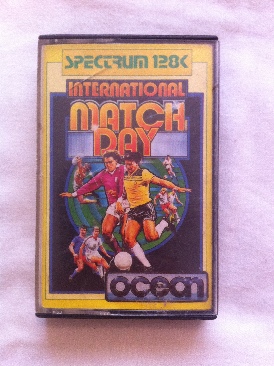 SPECTRUM 128K
INTERNATIONAL
MATCH
DAY
ocean